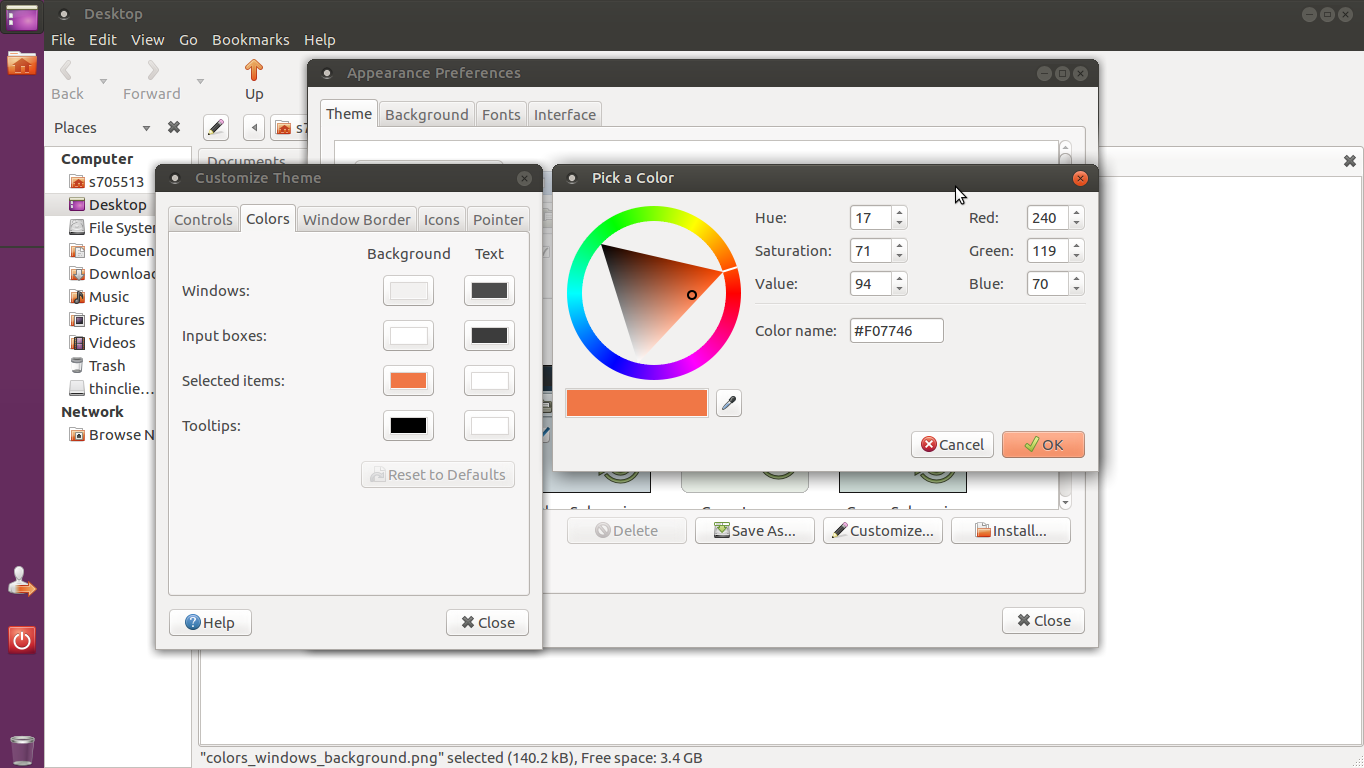 Desktop
File Edit View Go Bookmarks Help
Back Forward Up
Places
s7
Computer
s705513
Desktop
File Syste
Documen
Downloac
Music
Pictures
Videos
Trash
thinclie...
Network
Browse N
Documents
Appearance Preferences
Theme Background Fonts Interface
Delete Save As... Customize... Install...
Close
Customize Theme
Controls Colors Window Border Icons Pointer
Background Text
Windows:
Input boxes:
Selected items:
Tooltips:
Reset to Defaults
Help Close
Pick a Color
Hue: 17 Red: 240
Saturation: 71 Green: 119
Value: 94 Blue: 70
Color name: #F07746
Cancel OK
"colors_windows_background.png" selected (140.2 kB), Free space: 3.4 GB